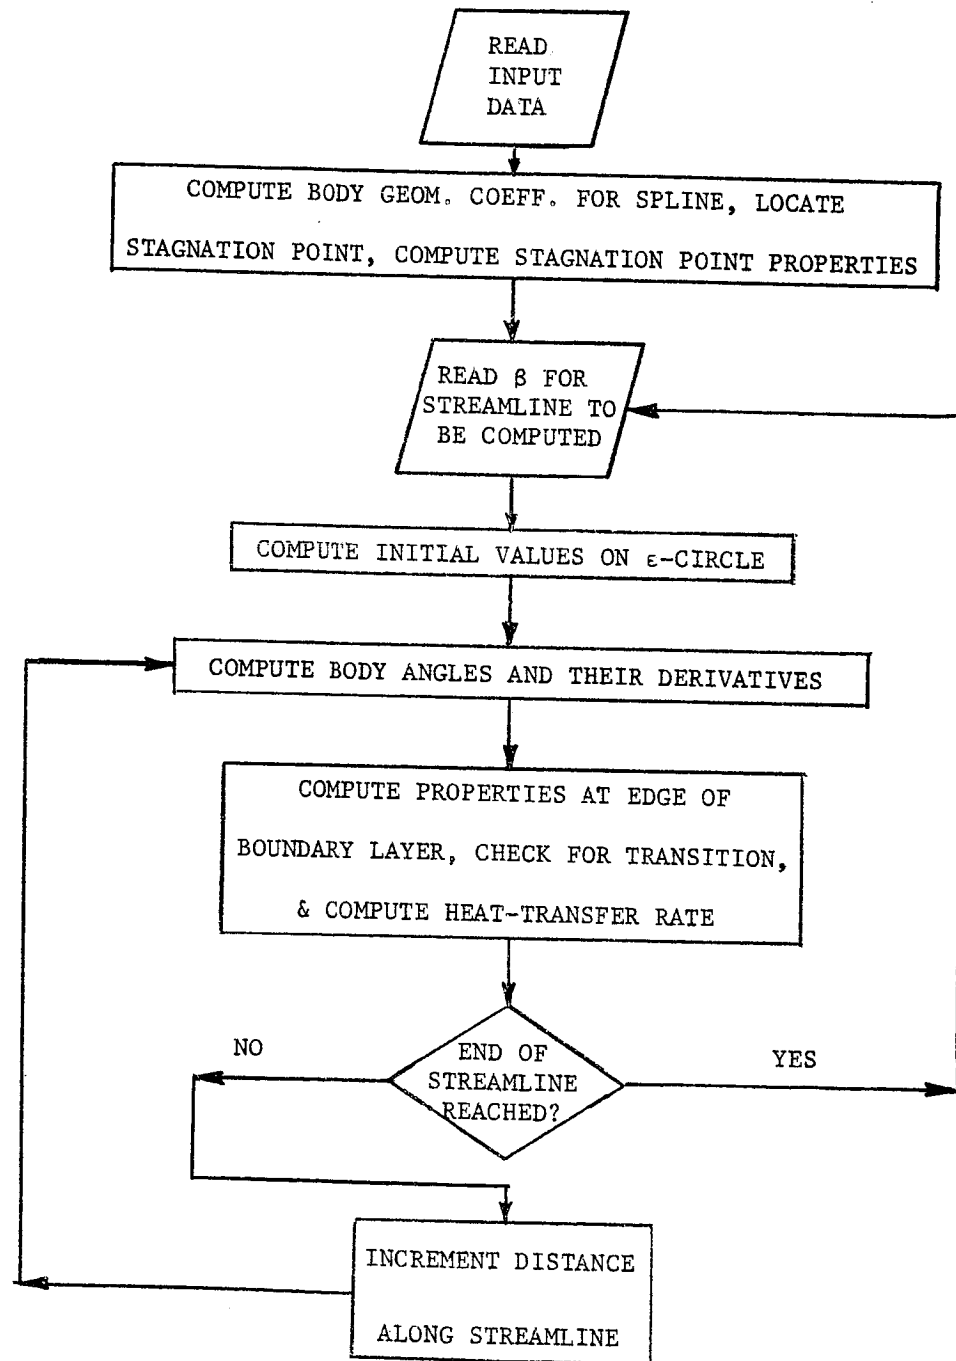 READ
INPUT
DATA
COMPUTE BODY GEOM. COEFF. FOR SPLINE, LOCATE
STAGNATION POINT, COMPUTE STAGNATION POINT PROPERTIES
READ β FOR
STREAMLINE TO
BE COMPUTED
COMPUTE INITIAL VALUES ON ε-CIRCLE
COMPUTE BODY ANGLES AND THEIR DERIVATIVES
COMPUTE PROPERTIES AT EDGE OF
BOUNDARY LAYER, CHECK FOR TRANSITION,
& COMPUTE HEAT-TRANSFER RATE
NO
END OF
STREAMLINE
REACHED?
YES
INCREMENT DISTANCE
ALONG STREAMLINE